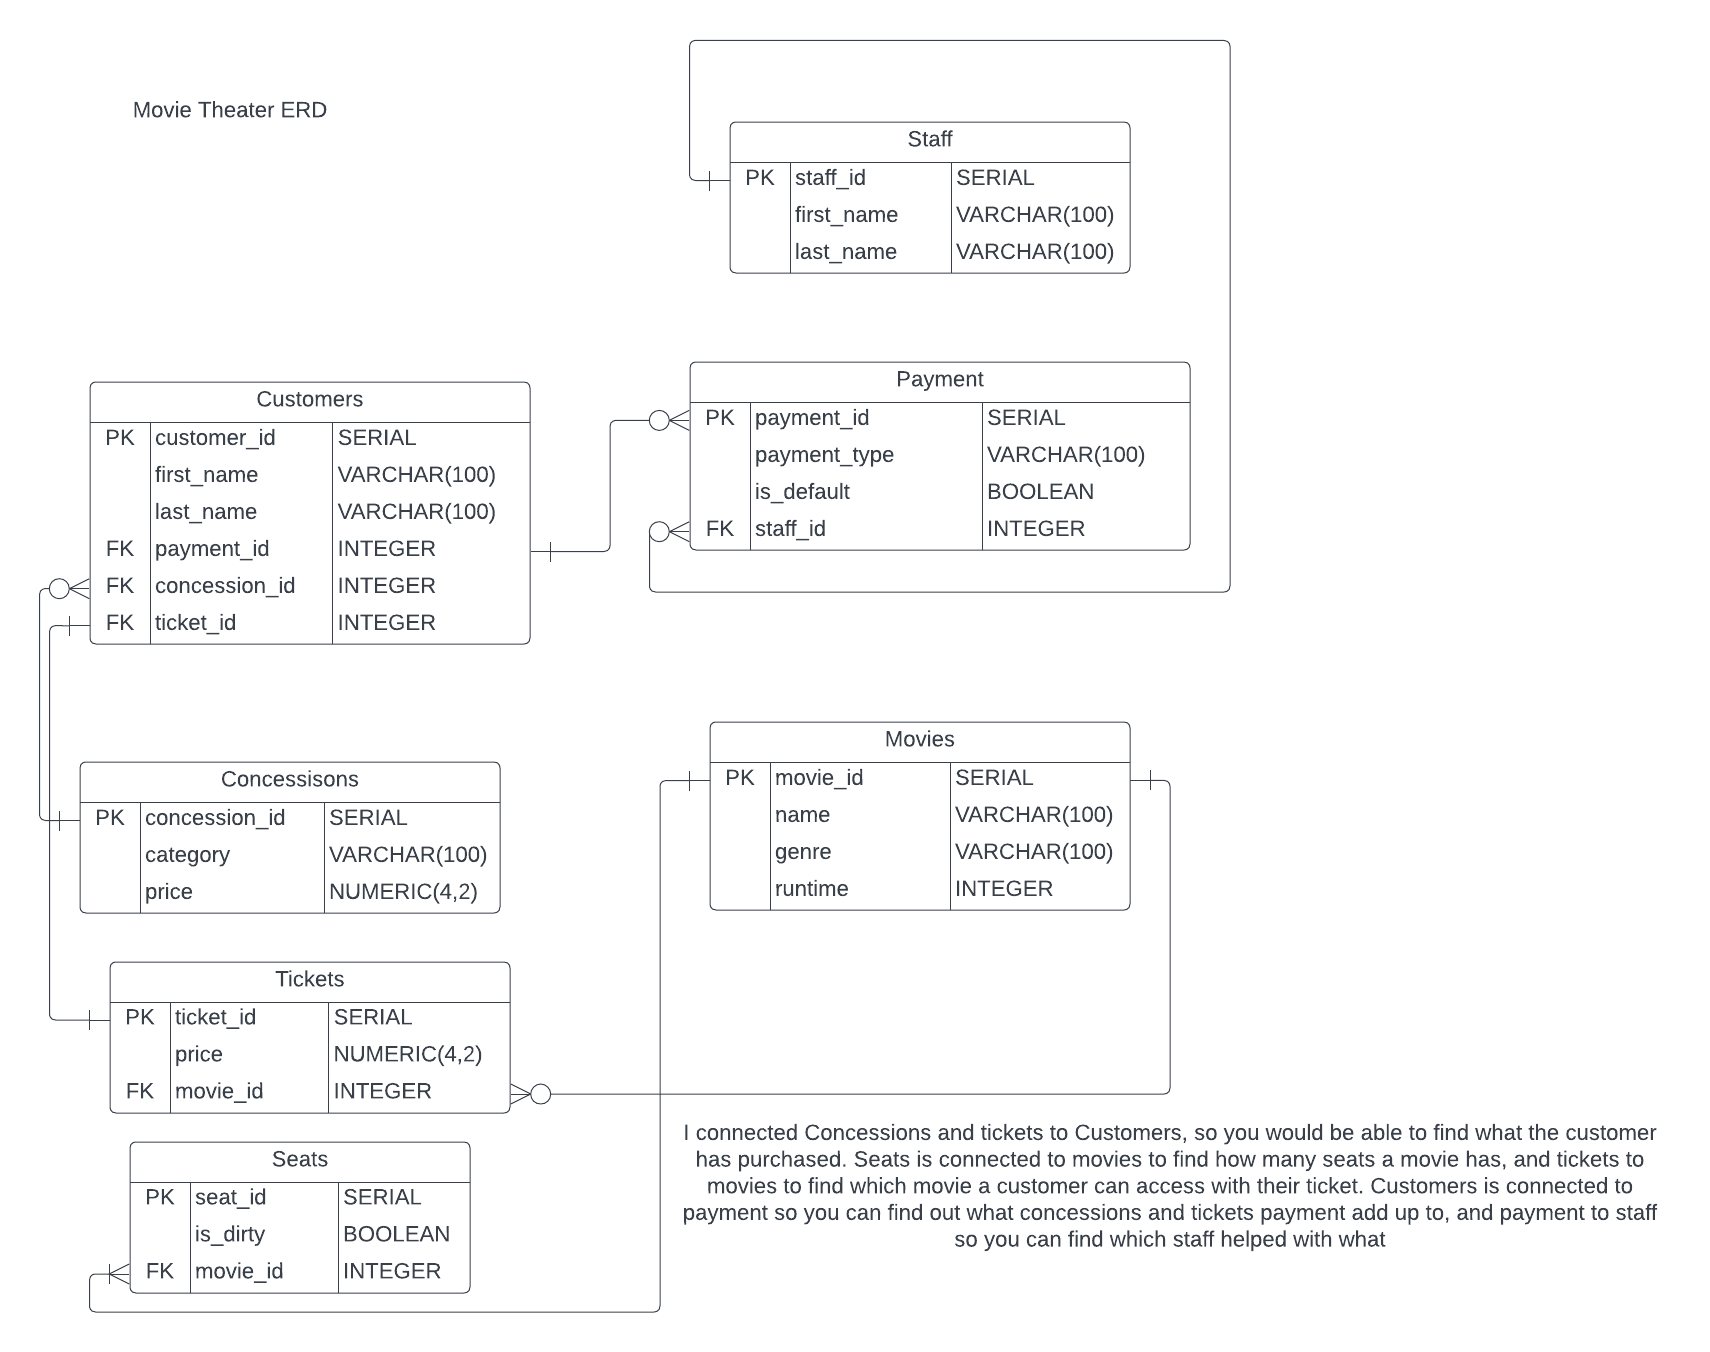 Movie Theater ERD
Staff
PK staff_id SERIAL
first_name VARCHAR(100)
last_name VARCHAR(100)
Payment
PK payment_id SERIAL
payment_type VARCHAR(100)
is_default BOOLEAN
FK staff_id INTEGER
Customers
PK customer_id SERIAL
first_name VARCHAR(100)
last_name VARCHAR(100)
FK payment_id INTEGER
FK concession_id INTEGER
FK ticket_id INTEGER
Movies
PK movie_id SERIAL
name VARCHAR(100)
genre VARCHAR(100)
runtime INTEGER
Concessisons
PK concession_id SERIAL
category VARCHAR(100)
price NUMERIC(4,2)
Tickets
PK ticket_id SERIAL
price NUMERIC(4,2)
FK movie_id INTEGER
Seats
PK seat_id SERIAL
is_dirty BOOLEAN
FK movie_id INTEGER
I connected Concessions and tickets to Customers, so you would be able to find what the customer
has purchased. Seats is connected to movies to find how many seats a movie has, and tickets to
movies to find which movie a customer can access with their ticket. Customers is connected to
payment so you can find out what concessions and tickets payment add up to, and payment to staff
so you can find which staff helped with what